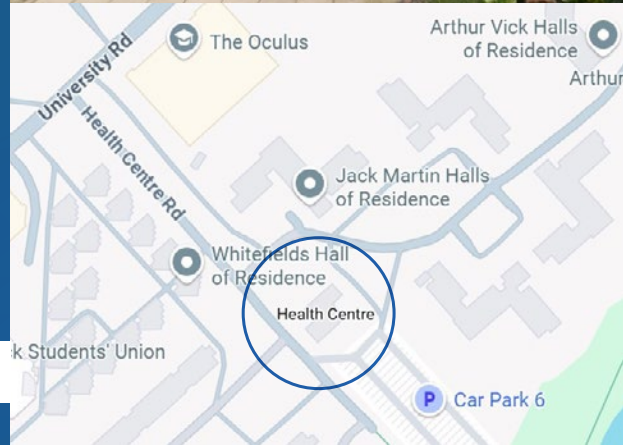 The Oculus
Arthur Vick Halls
of Residence
Arthur
University Rd
Health Centre Rd
Jack Martin Halls
of Residence
Whitefields Hall
of Residence
Health Centre
k Students' Union
P Car Park 6